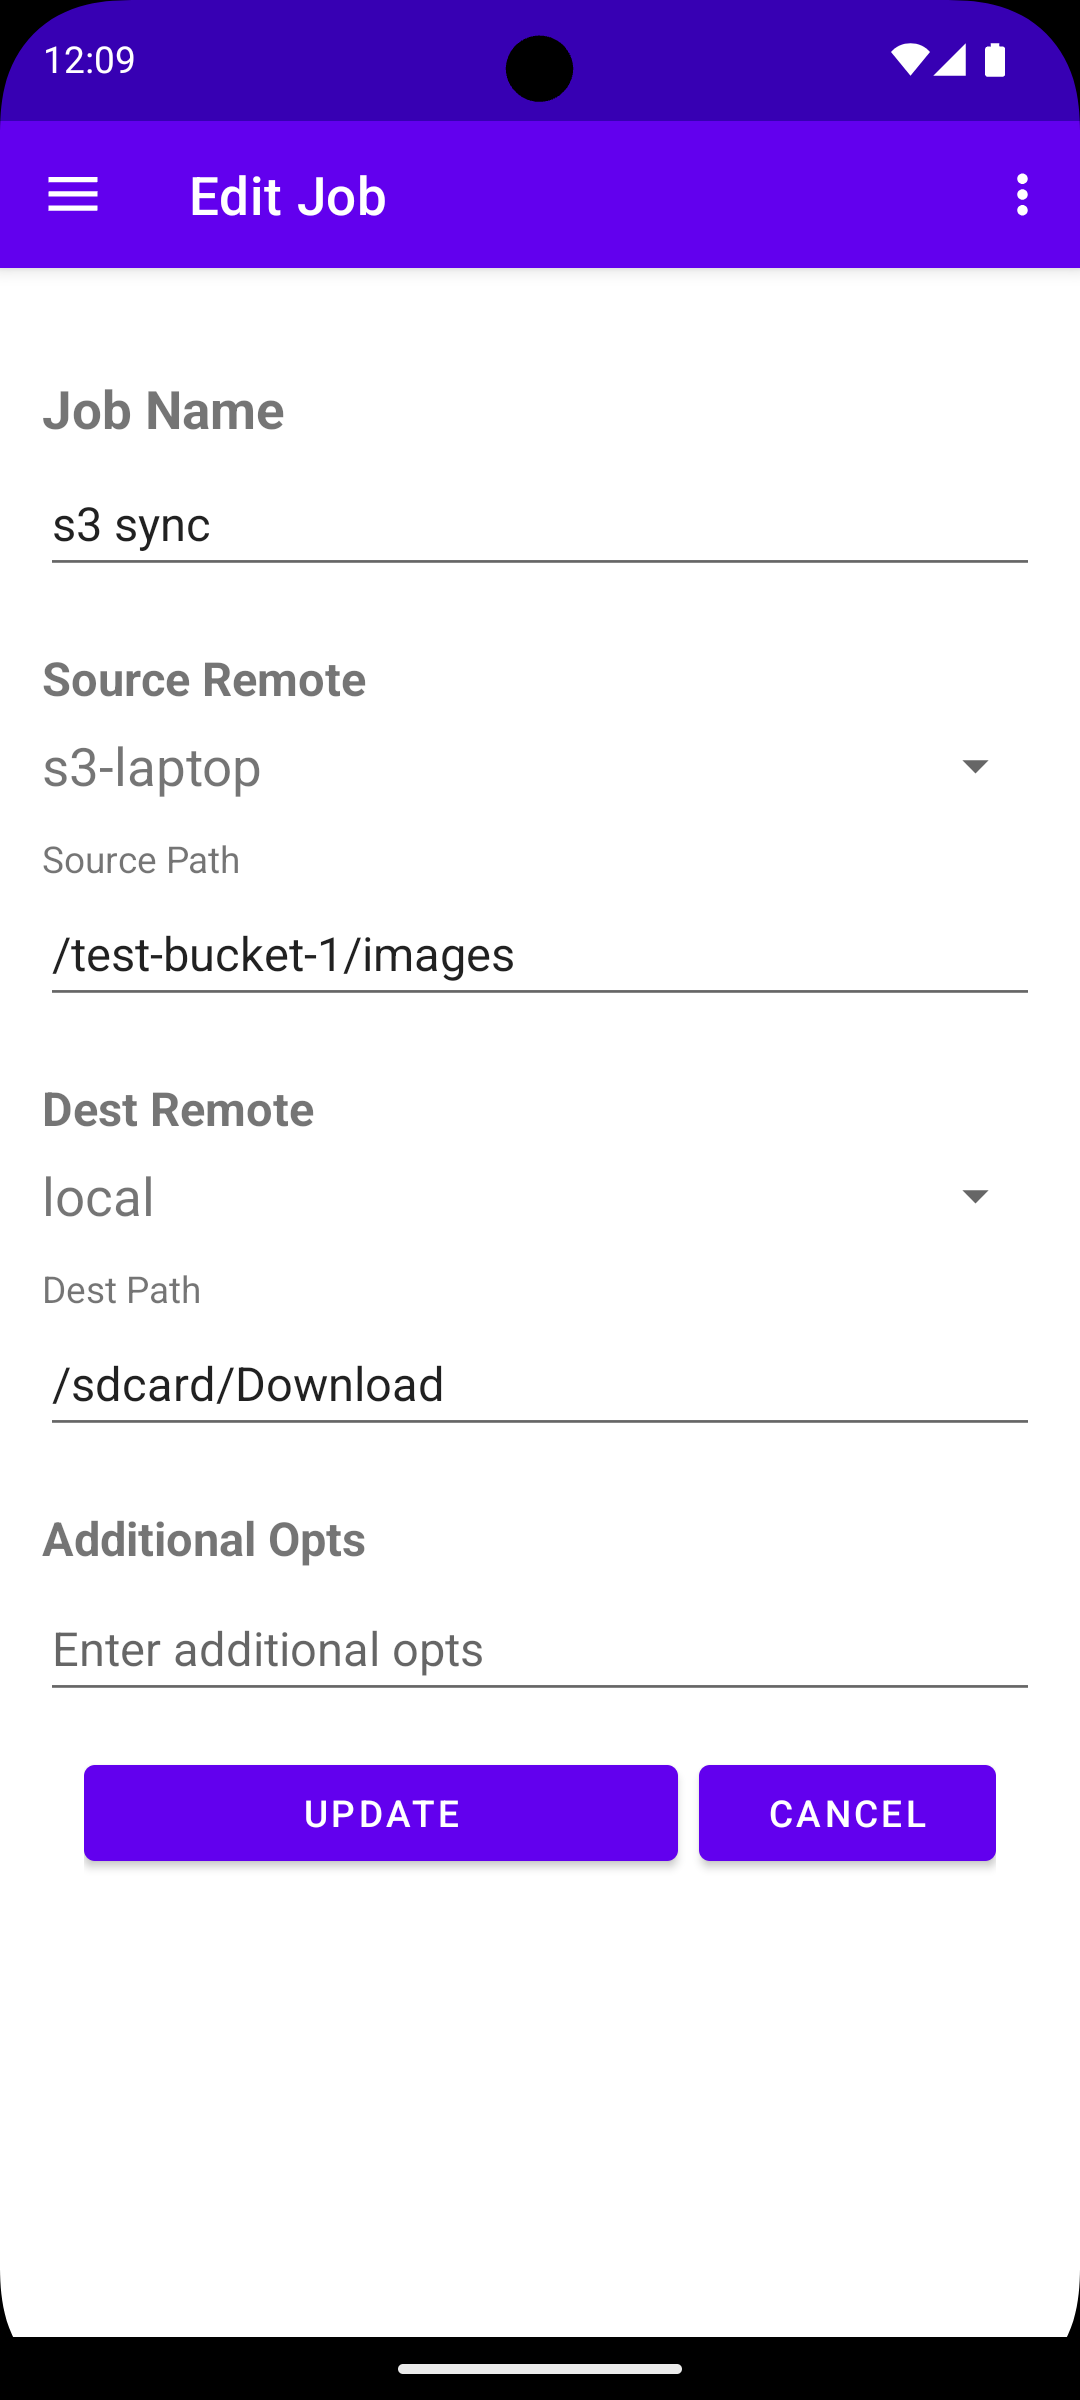 12:09
Edit Job
Job Name
s3 sync
Source Remote
s3-laptop
Source Path
/test-bucket-1/images
Dest Remote
local
Dest Path
/sdcard/Download
Additional Opts
Enter additional opts
UPDATE CANCEL